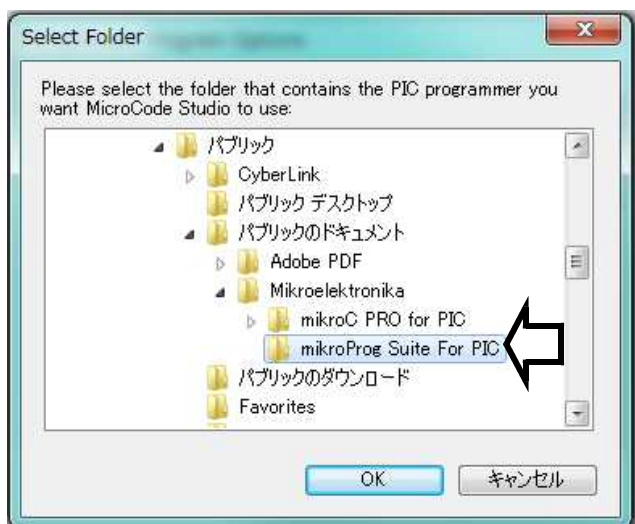 Select Folder
Please select the folder that contains the PIC programmer you
want MicroCode Studio to use:
パブリック
CyberLink
パブリック デスクトップ
パブリックのドキュメント
Adobe PDF
Mikroelektronika
mikroC PRO for PIC
mikroProg Suite For PIC
パブリックのダウンロード
Favorites
OK
キャンセル